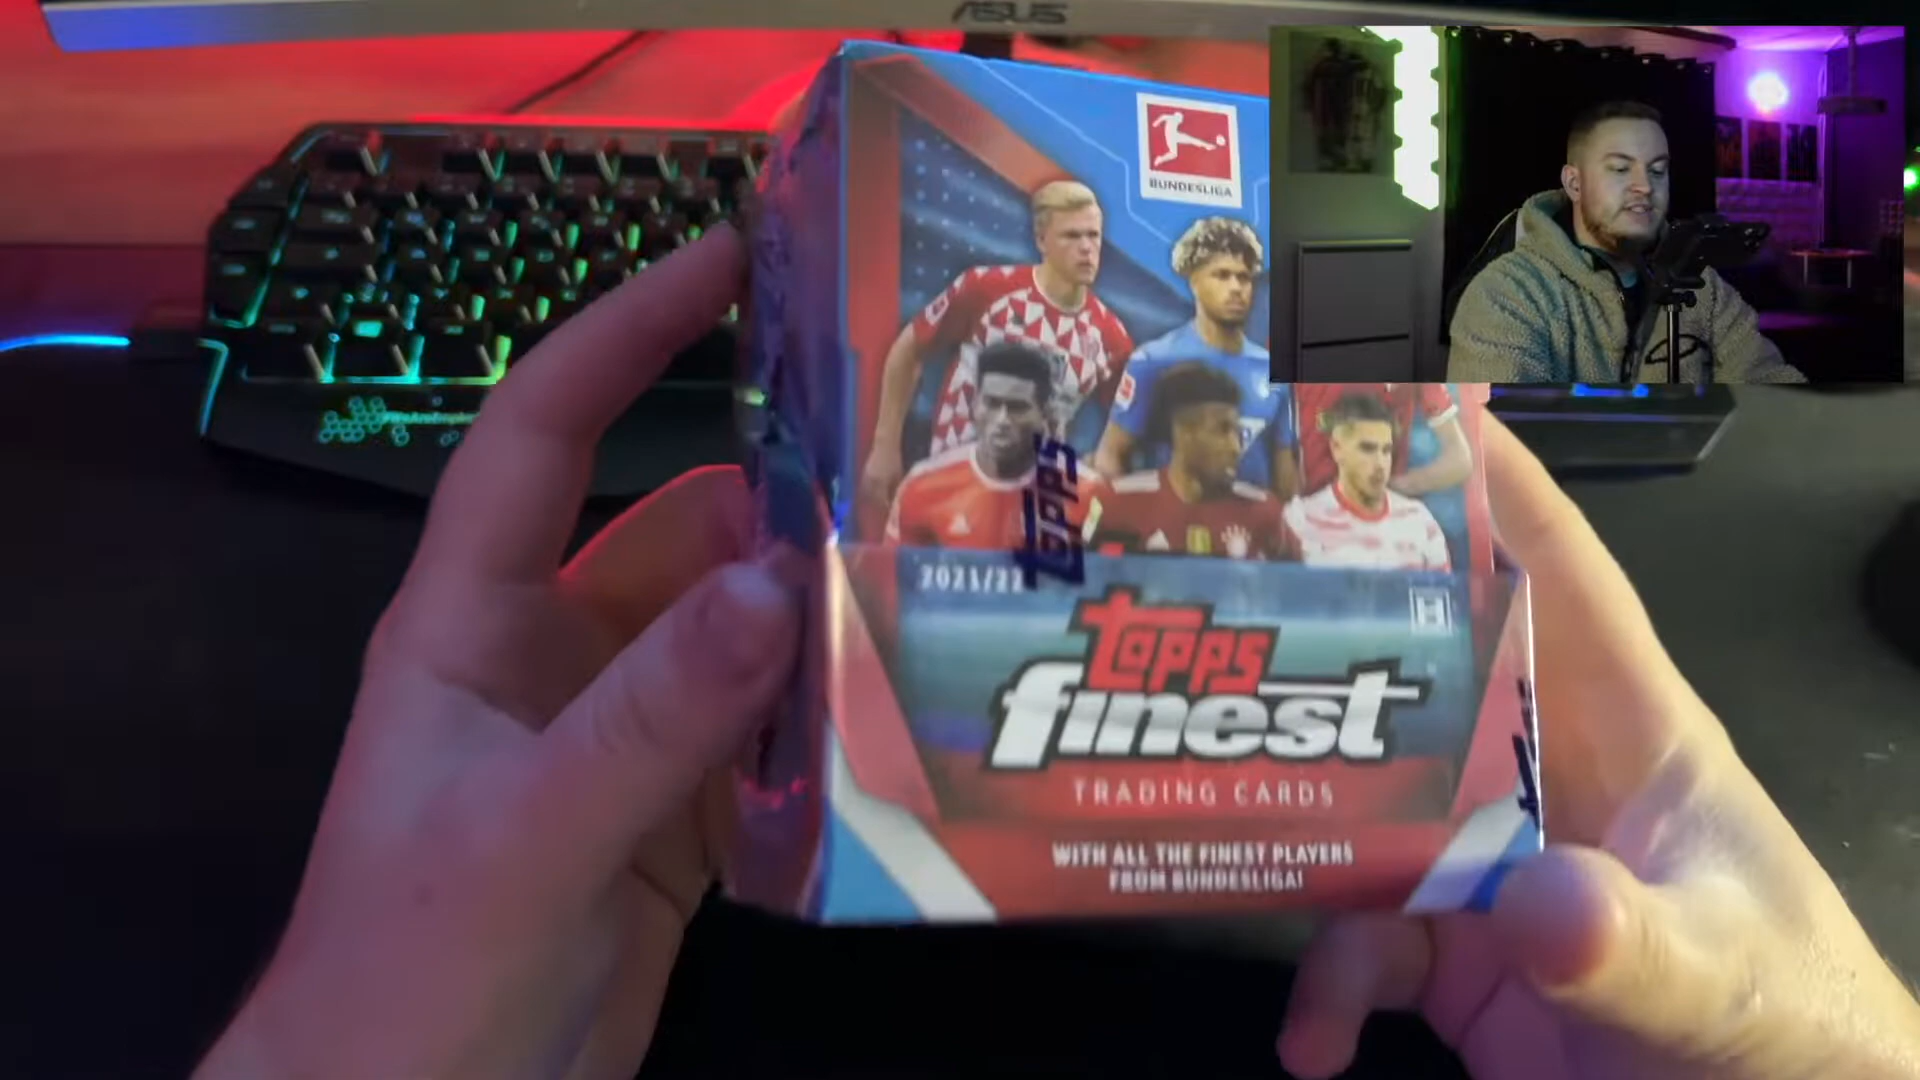 ASUS
BUNDESLIGA
TOPPS
2021/22
H
TOPPS
finest
TRADING CARDS
WITH ALL THE FINEST PLAYERS
FROM BUNDESLIGA!